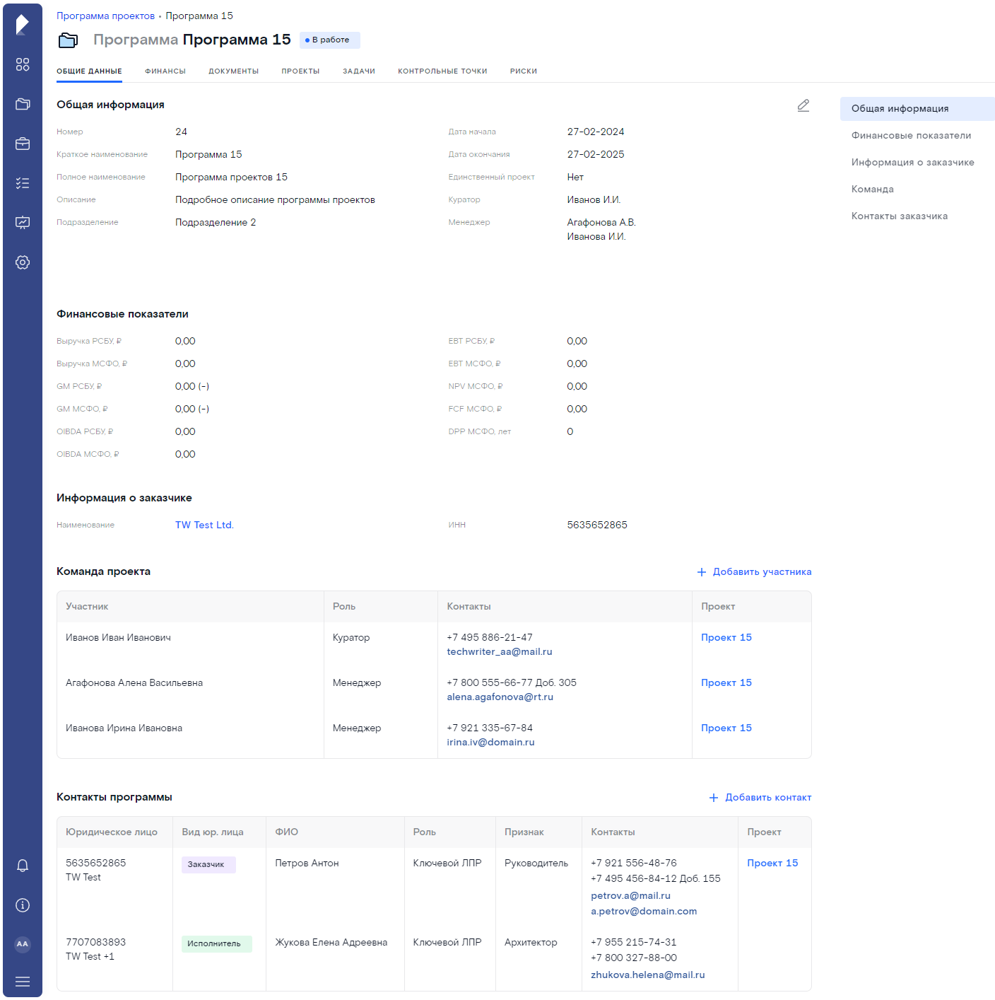 Программа проектов • Программа 15
Программа Программа 15
В работе
ОБЩИЕ ДАННЫЕ
ФИНАНСЫ
ДОКУМЕНТЫ
ПРОЕКТЫ
ЗАДАЧИ
КОНТРОЛЬНЫЕ ТОЧКИ
РИСКИ
Общая информация
Номер 24
Краткое наименование Программа 15
Полное наименование Программа проектов 15
Описание Подробное описание программы проектов
Подразделение Подразделение 2
Дата начала 27-02-2024
Дата окончания 27-02-2025
Единственный проект Нет
Куратор Иванов И.И.
Менеджер Агафонова А.В.
Иванова И.И.
Общая информация
Финансовые показатели
Информация о заказчике
Команда
Контакты заказчика
Финансовые показатели
Выручка РСБУ, ₽ 0,00
Выручка МСФО, ₽ 0,00
GM РСБУ, ₽ 0,00 (-)
GM МСФО, ₽ 0,00 (-)
OIBDA РСБУ, ₽ 0,00
OIBDA МСФО, ₽ 0,00
EBT РСБУ, ₽ 0,00
EBT МСФО, ₽ 0,00
NPV МСФО, ₽ 0,00
FCF МСФО, ₽ 0,00
DPP МСФО, лет 0
Информация о заказчике
Наименование TW Test Ltd.
ИНН 5635652865
Команда проекта
Добавить участника
Участник Роль Контакты Проект
Иванов Иван Иванович Куратор +7 495 886-21-47 Проект 15
techwriter_aa@mail.ru
Агафонова Алена Васильевна Менеджер +7 800 555-66-77 Доб. 305 Проект 15
alena.agafonova@rt.ru
Иванова Ирина Ивановна Менеджер +7 921 335-67-84 Проект 15
irina.iv@domain.ru
Контакты программы
Добавить контакт
Юридическое лицо Вид юр. лица ФИО Роль Признак Контакты Проект
5635652865 Заказчик Петров Антон Ключевой ЛПР Руководитель +7 921 556-48-76 Проект 15
TW Test +7 495 456-84-12 Доб. 155
petrov.a@mail.ru
a.petrov@domain.com
7707083893 Исполнитель Жукова Елена Адреевна Ключевой ЛПР Архитектор +7 955 215-74-31
TW Test +1 +7 800 327-88-00
zhukova.helena@mail.ru
AA